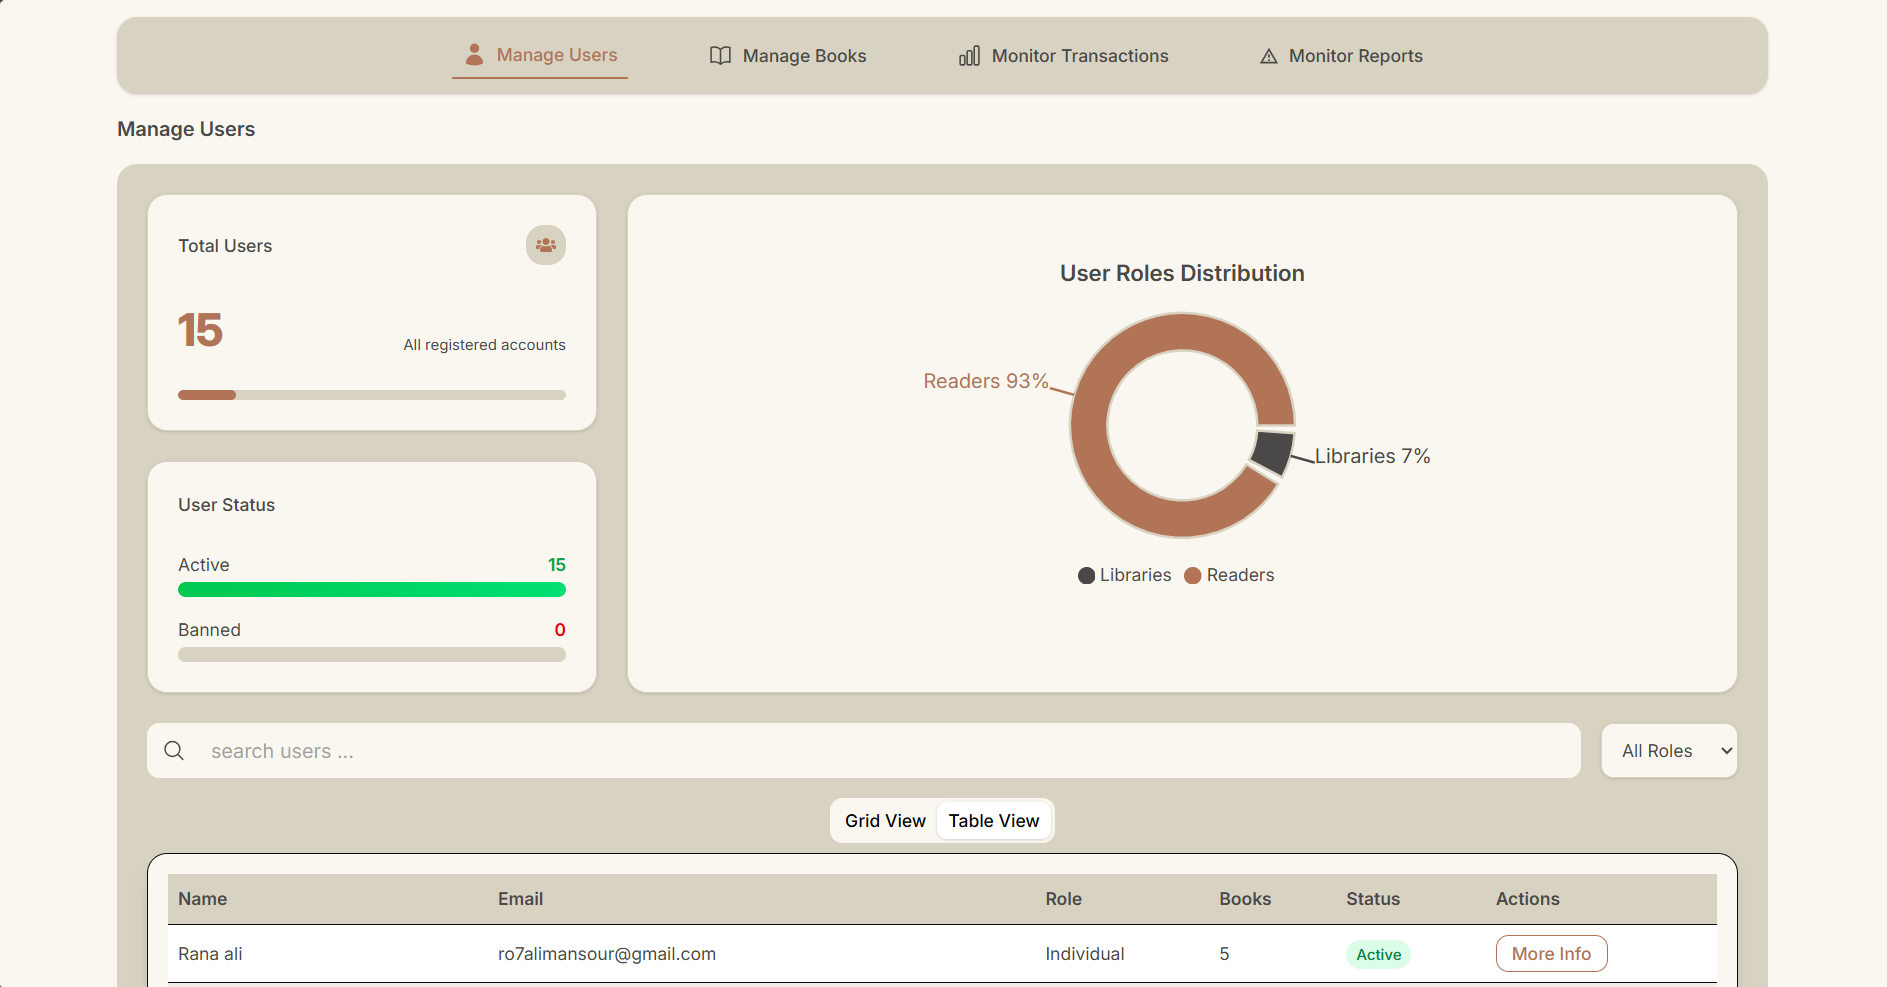 Manage Users Manage Books Monitor Transactions Monitor Reports
Manage Users
Total Users
15
All registered accounts
User Status
Active 15
Banned 0
User Roles Distribution
Readers 93%
Libraries 7%
Libraries Readers
search users ... All Roles
Grid View Table View
Name Email Role Books Status Actions
Rana ali ro7alimansour@gmail.com Individual 5 Active More Info